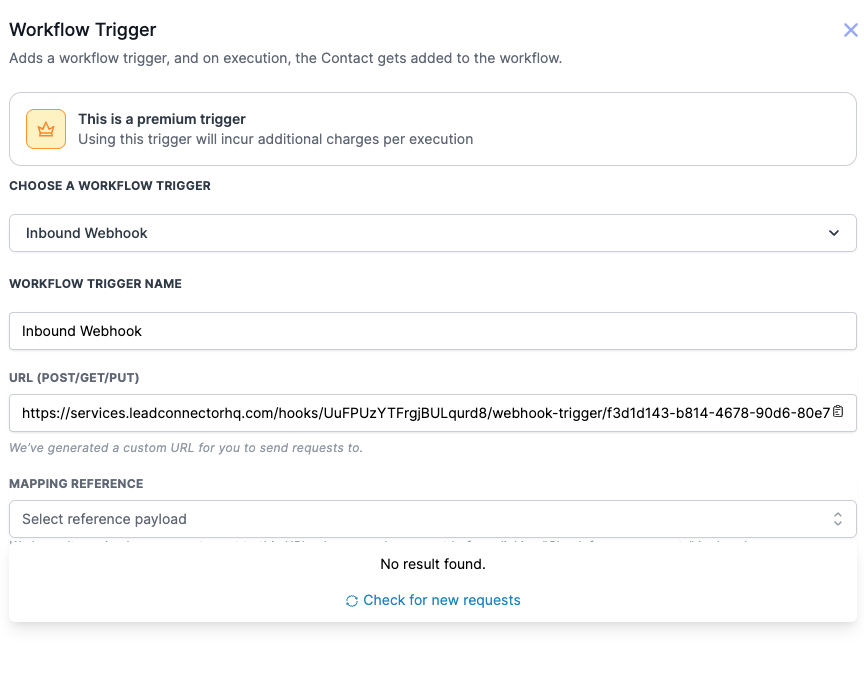 Workflow Trigger
Adds a workflow trigger, and on execution, the Contact gets added to the workflow.
This is a premium trigger
Using this trigger will incur additional charges per execution
CHOOSE A WORKFLOW TRIGGER
Inbound Webhook
WORKFLOW TRIGGER NAME
Inbound Webhook
URL (POST/GET/PUT)
https://services.leadconnectorhq.com/hooks/UuFPUzYTFrgjBULqurd8/webhook-trigger/f3d1d143-b814-4678-90d6-80e7
We've generated a custom URL for you to send requests to.
MAPPING REFERENCE
Select reference payload
No result found.
Check for new requests